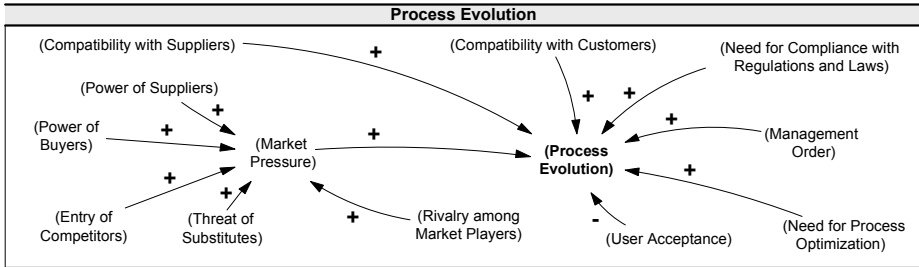 Process Evolution
(Compatibility with Suppliers)
+
(Compatibility with Customers)
(Need for Compliance with
Regulations and Laws)
(Power of Suppliers)
+
+
+
(Power of
Buyers)
+
(Market
Pressure)
+
(Process
Evolution)
+
(Management
Order)
+
(Entry of
Competitors)
+
(Threat of
Substitutes)
+
(Rivalry among
Market Players)
-
(User Acceptance)
+
(Need for Process
Optimization)